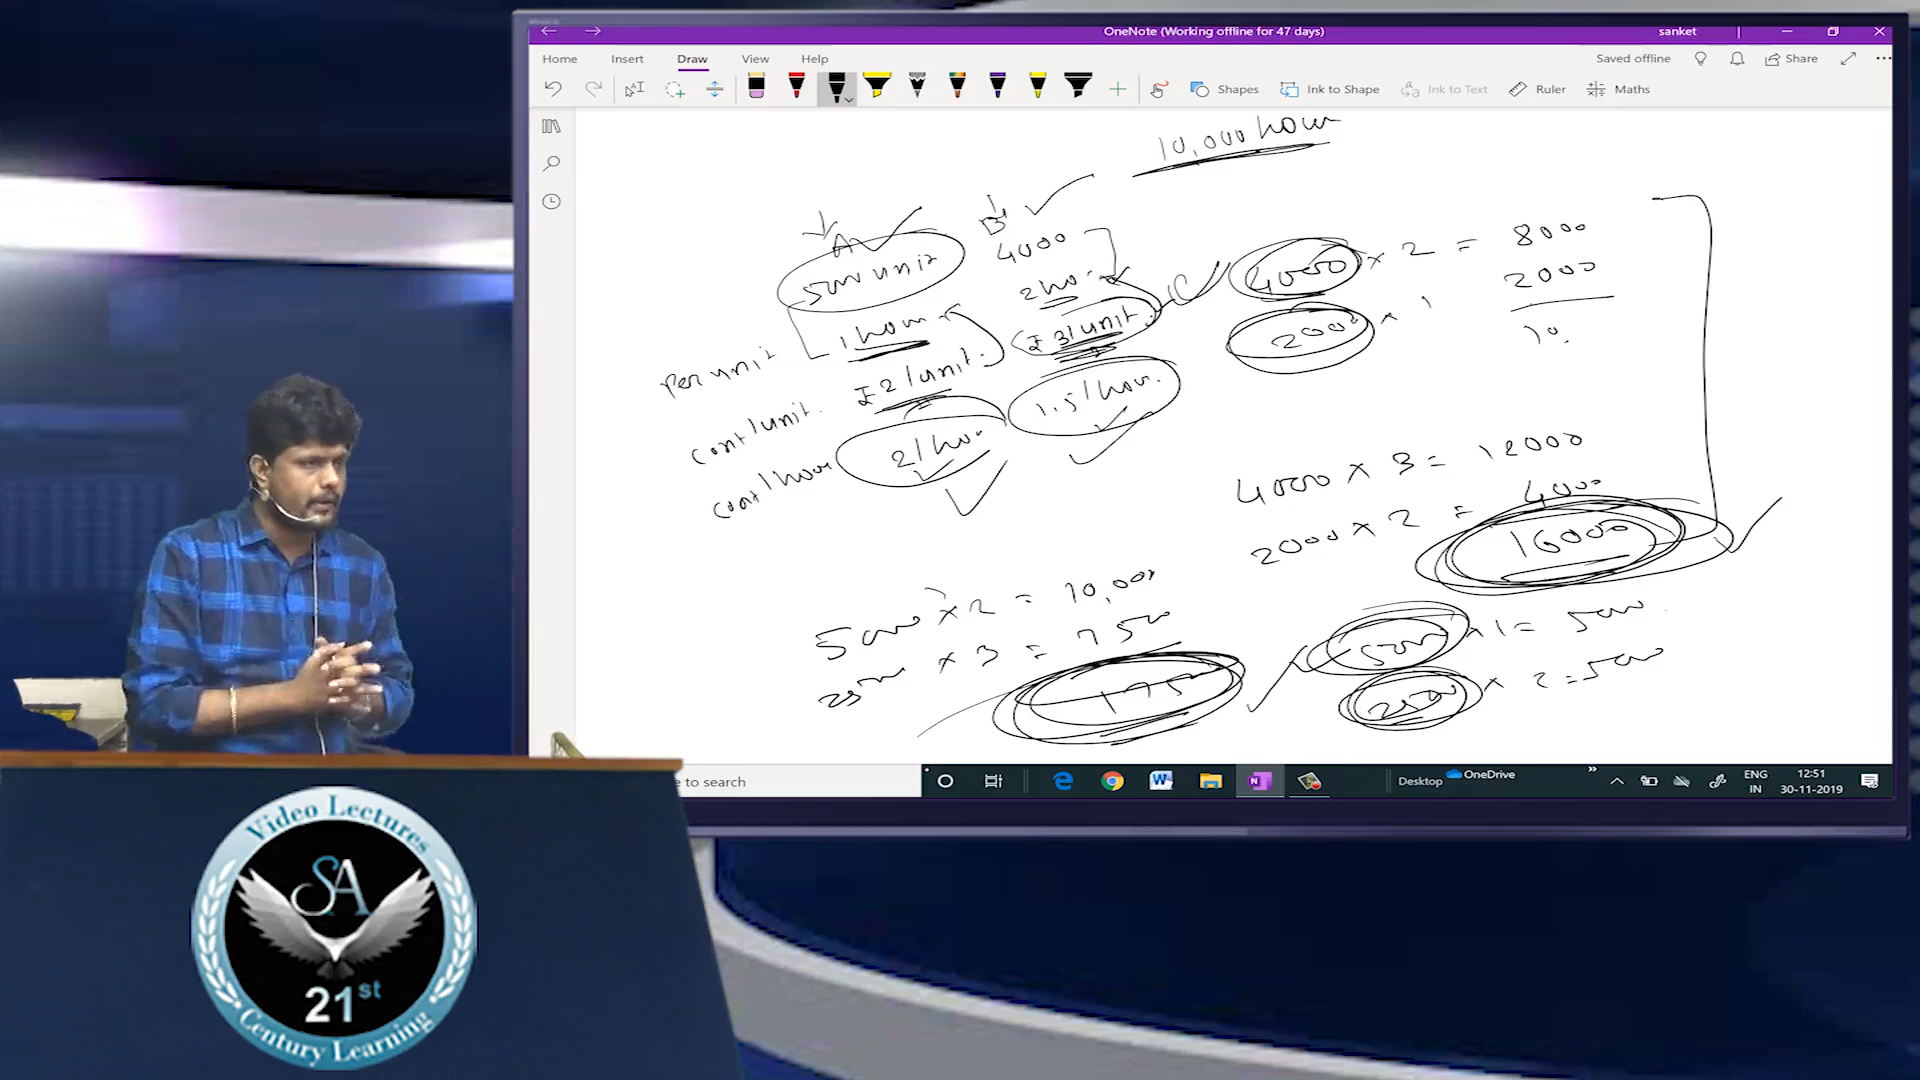 OneNote (Working offline for 47 days)
sanket
Home Insert Draw View Help
Saved offline Share
Shapes Ink to Shape Ink to Text Ruler Maths
10,000 hour
A B
5000 unit 4000
2 hour
per unit 1 hour
cont/unit. ₹2/unit. ₹3/unit.
cont/hour 2/hour 1.5/hour.
4000 × 2 = 8000
2000 × 1 2000
10.
4000 × 3 = 12000
2000 × 2 = 4000
16000
5000 × 2 = 10,000
2500 × 3 = 7500
1750
5000 × 1 = 5000
2500 × 2 = 5000
e to search
Desktop OneDrive
ENG
IN
12:51
30-11-2019
Video Lectures
SA
21st
Century Learning